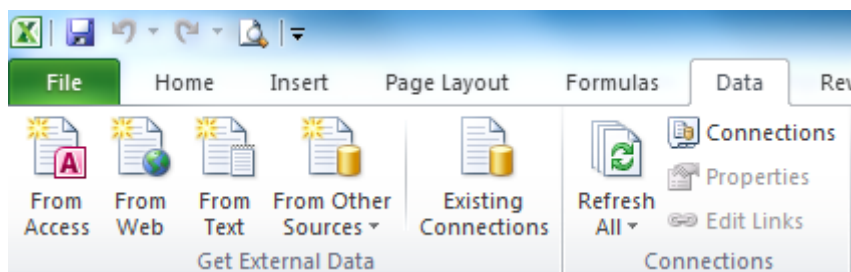 File Home Insert Page Layout Formulas Data Rev
From Access
From Web
From Text
From Other Sources
Existing Connections
Get External Data
Refresh All
Connections
Properties
Edit Links
Connections